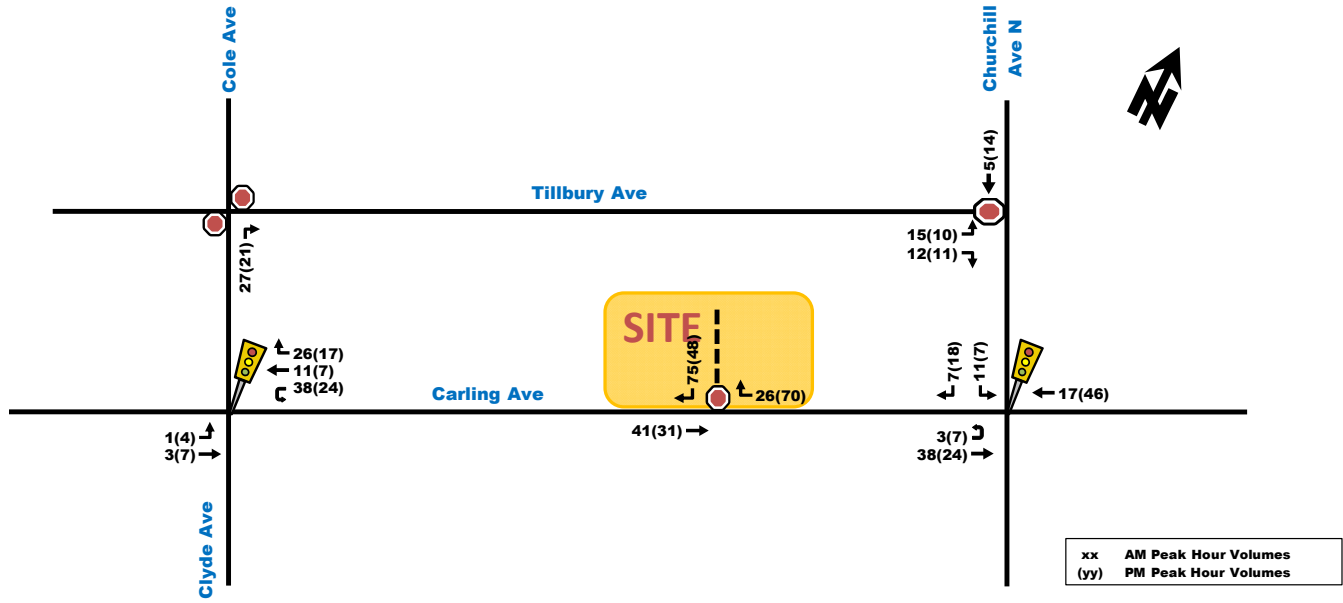 Cole Ave
Churchill
Ave N
5(14)
Tillbury Ave
15(10)
12(11)
27(21)
SITE
75(48)
26(70)
26(17)
11(7)
38(24)
Carling Ave
7(18)
11(7)
17(46)
1(4)
3(7)
41(31)
3(7)
38(24)
Clyde Ave
xx AM Peak Hour Volumes
(yy) PM Peak Hour Volumes